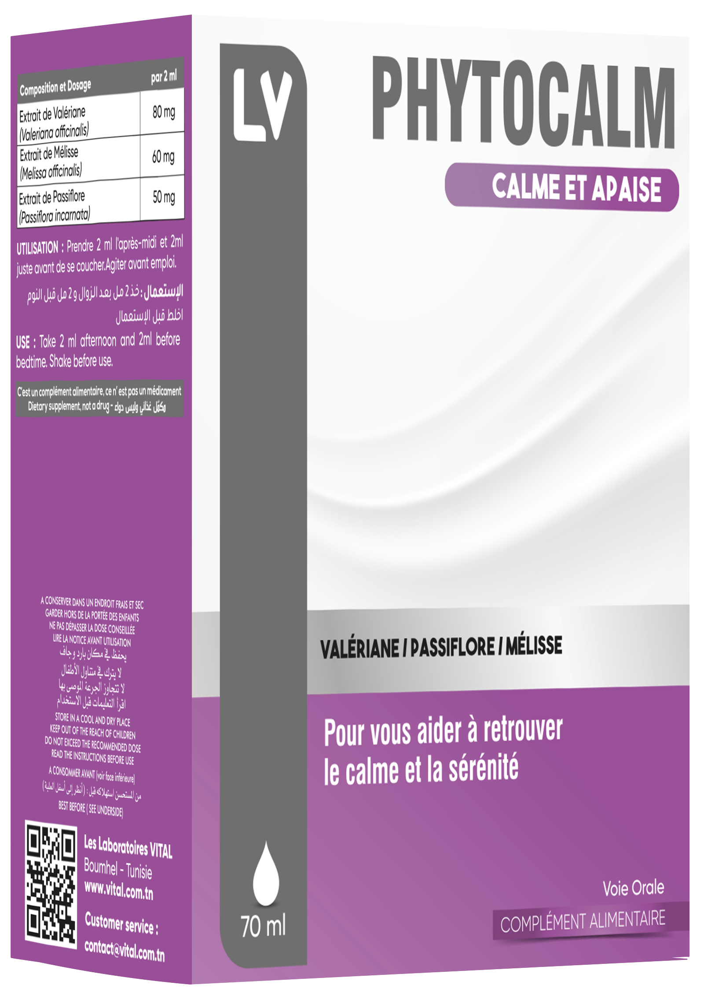 Composition et Dosage par 2 ml
Extrait de Valériane 80 mg
(Valeriana officinalis)
Extrait de Mélisse 60 mg
(Melissa officinalis)
Extrait de Passiflore 50 mg
(Passiflora incarnata)
UTILISATION : Prendre 2 ml l'après-midi et 2ml
juste avant de se coucher.Agiter avant emploi.
الإستعمال : خذ 2 مل بعد الزوال و 2 مل قبل النوم
اخلط قبل الإستعمال
USE : Take 2 ml afternoon and 2ml before
bedtime. Shake before use.
C'est un complément alimentaire, ce n' est pas un médicament
Dietary supplement, not a drug - مكمّل غذائي وليس دواء
A CONSERVER DANS UN ENDROIT FRAIS ET SEC
GARDER HORS DE LA PORTÉE DES ENFANTS
NE PAS DÉPASSER LA DOSE CONSEILLÉE
LIRE LA NOTICE AVANT UTILISATION
يحفظ في مكان بارد و جاف
لا يترك في متناول الأطفال
لا تتجاوز الجرعة الموصى بها
اقرأ التعليمات قبل الاستخدام
STORE IN A COOL AND DRY PLACE
KEEP OUT OF THE REACH OF CHILDREN
DO NOT EXCEED THE RECOMMENDED DOSE
READ THE INSTRUCTIONS BEFORE USE
A CONSOMMER AVANT (voir face inférieure)
من المستحسن استهلاكه قبل : ( أنظر إلى أسفل العلبة )
BEST BEFORE ( SEE UNDERSIDE)
Les Laboratoires VITAL
Boumhel - Tunisie
www.vital.com.tn
Customer service :
contact@vital.com.tn
LV
PHYTOCALM
CALME ET APAISE
VALÉRIANE / PASSIFLORE / MÉLISSE
Pour vous aider à retrouver
le calme et la sérénité
70 ml
Voie Orale
COMPLÉMENT ALIMENTAIRE